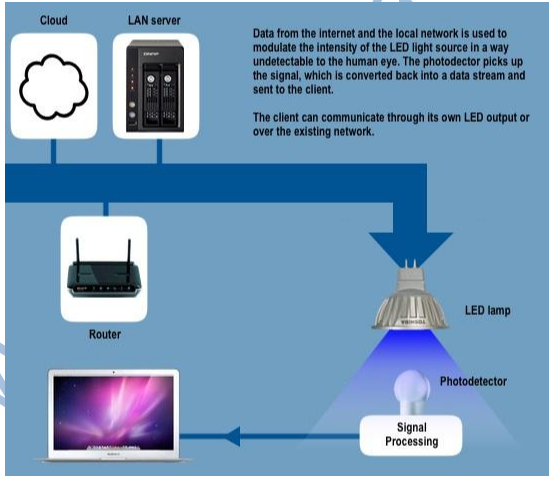 Cloud
LAN server
Data from the internet and the local network is used to
modulate the intensity of the LED light source in a way
undetectable to the human eye. The photodector picks up
the signal, which is converted back into a data stream and
sent to the client.
The client can communicate through its own LED output or
over the existing network.
Router
LED lamp
Photodetector
Signal
Processing